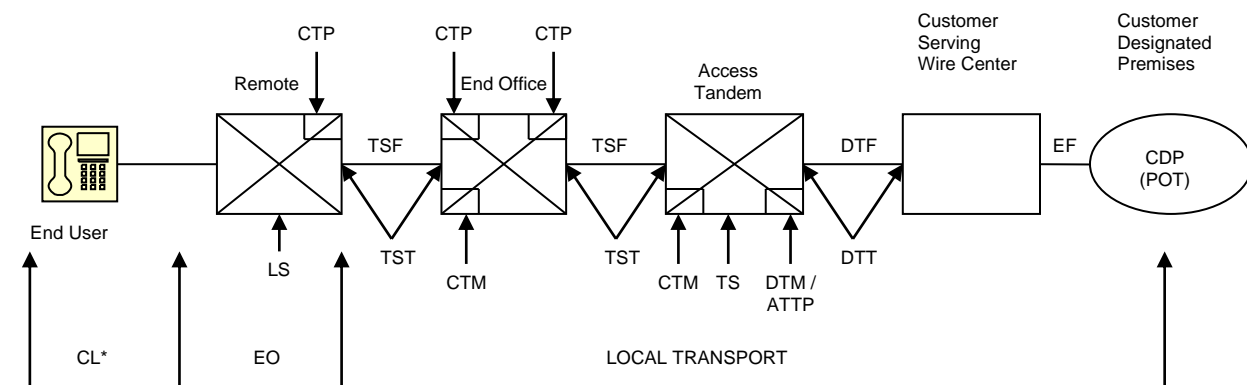 Customer
Serving
Wire Center
Customer
Designated
Premises
CTP
CTP
CTP
Remote
End Office
Access
Tandem
TSF
TSF
DTF
EF
CDP
(POT)
End User
LS
TST
CTM
TST
CTM
TS
DTM /
ATTP
DTT
CL*
EO
LOCAL TRANSPORT